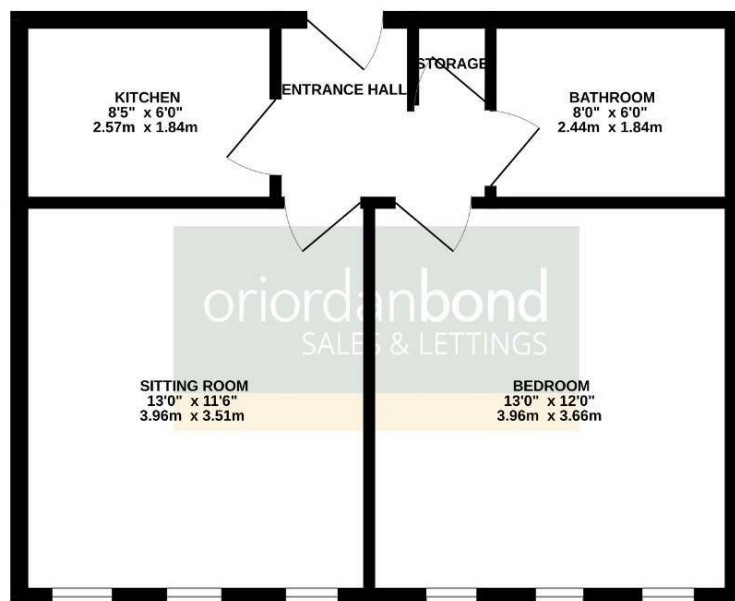 KITCHEN
8'5" x 6'0"
2.57m x 1.84m
ENTRANCE HALL
STORAGE
BATHROOM
8'0" x 6'0"
2.44m x 1.84m
oriordanbond
SALES & LETTINGS
SITTING ROOM
13'0" x 11'6"
3.96m x 3.51m
BEDROOM
13'0" x 12'0"
3.96m x 3.66m